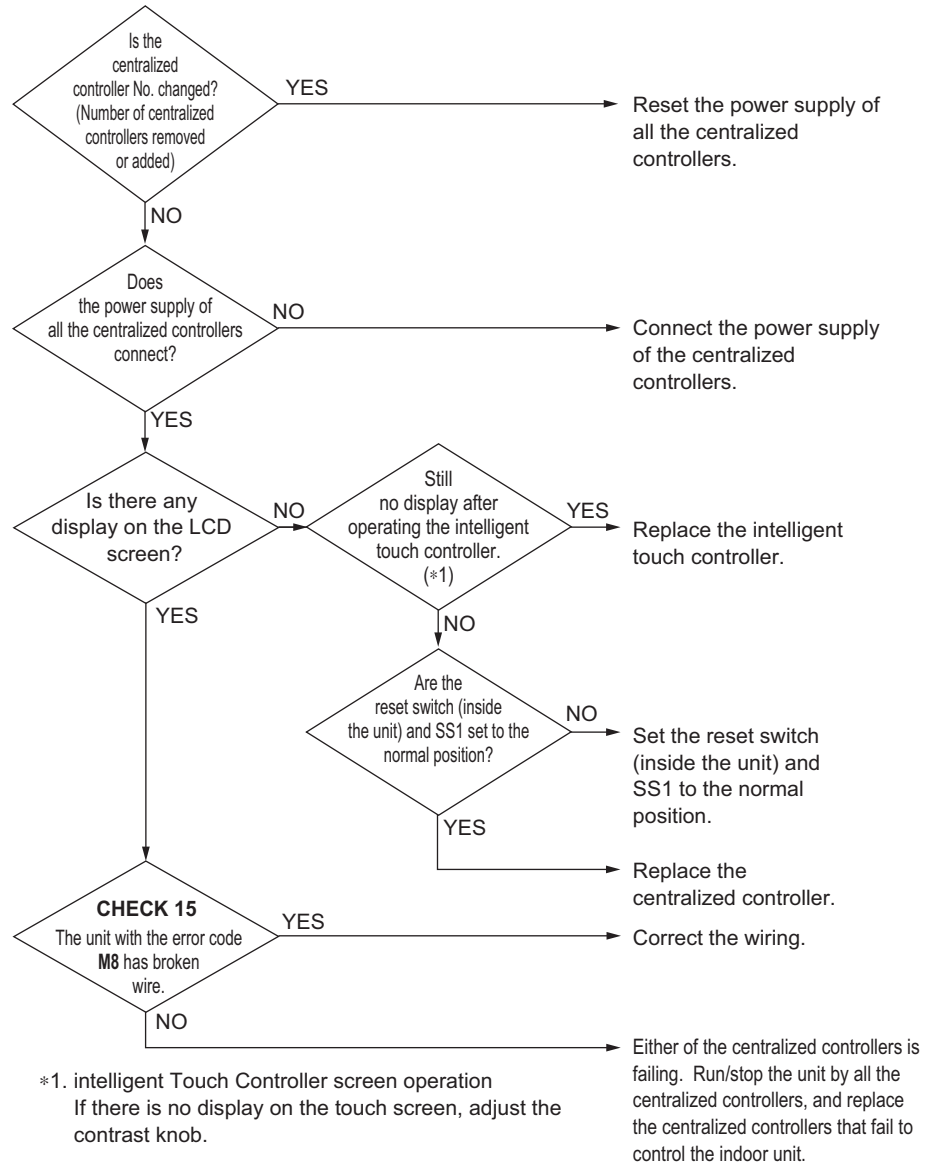 Is the
centralized
controller No. changed?
(Number of centralized
controllers removed
or added)
YES
Reset the power supply of
all the centralized
controllers.
NO
Does
the power supply of
all the centralized controllers
connect?
NO
Connect the power supply
of the centralized
controllers.
YES
Is there any
display on the LCD
screen?
NO
Still
no display after
operating the intelligent
touch controller.
(*1)
YES
Replace the intelligent
touch controller.
YES
NO
Are the
reset switch (inside
the unit) and SS1 set to the
normal position?
NO
Set the reset switch
(inside the unit) and
SS1 to the normal
position.
YES
Replace the
centralized controller.
CHECK 15
The unit with the error code
M8 has broken
wire.
YES
Correct the wiring.
NO
Either of the centralized controllers is
failing. Run/stop the unit by all the
centralized controllers, and replace
the centralized controllers that fail to
control the indoor unit.
*1. intelligent Touch Controller screen operation
If there is no display on the touch screen, adjust the
contrast knob.